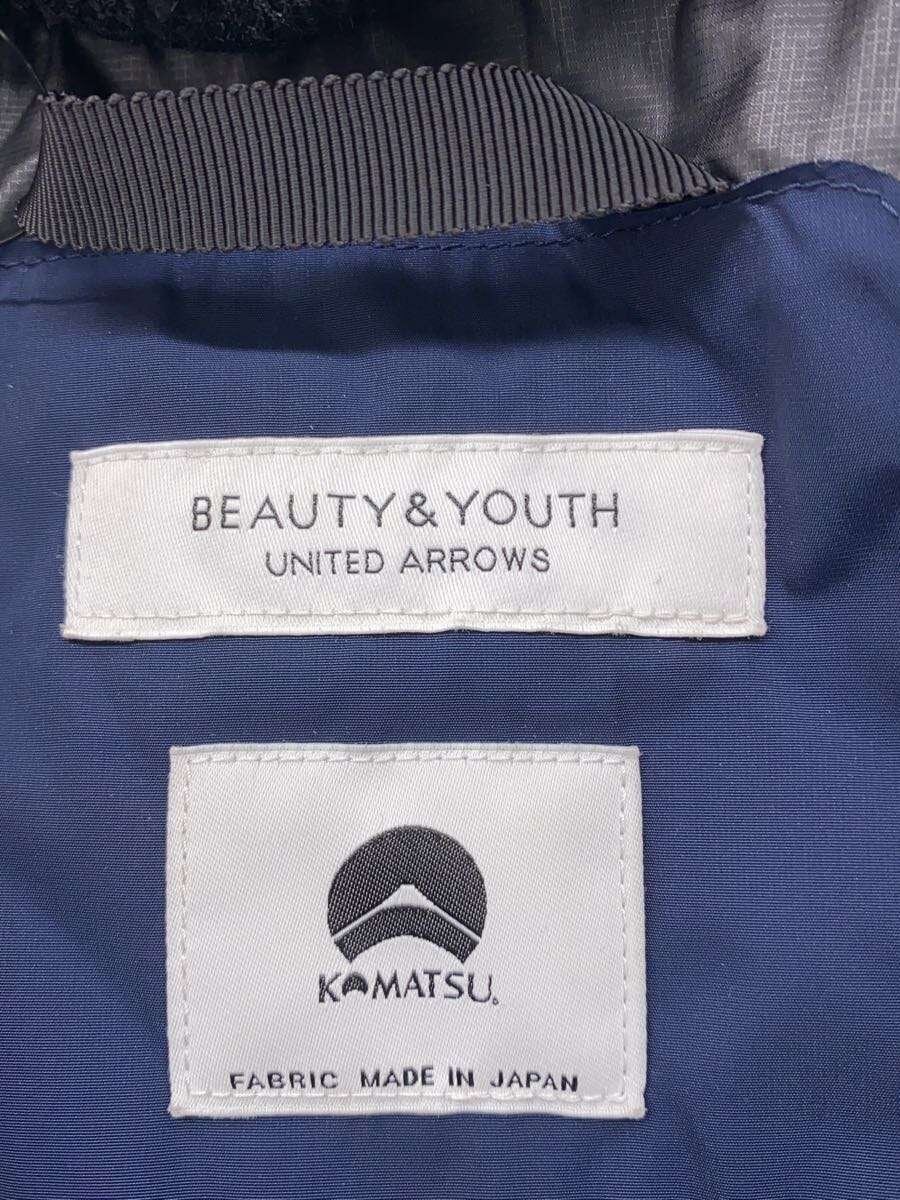 BEAUTY&YOUTH
UNITED ARROWS
KOMATSU.
FABRIC MADE IN JAPAN